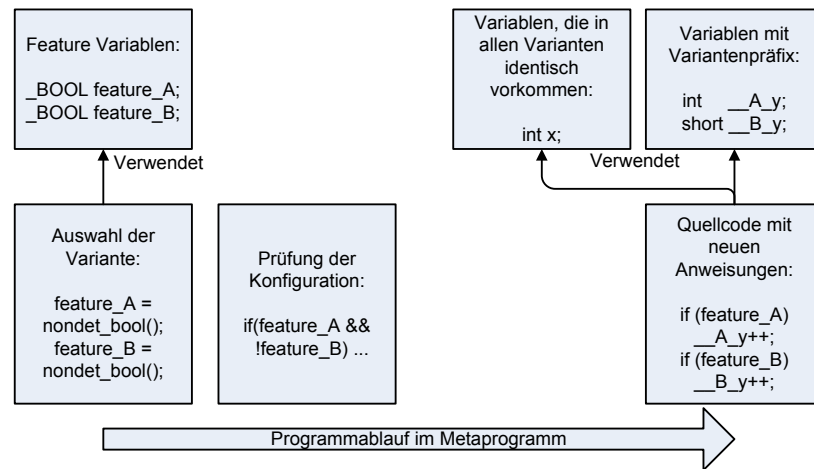 Feature Variablen:
_BOOL feature_A;
_BOOL feature_B;
Variablen, die in
allen Varianten
identisch
vorkommen:
int x;
Variablen mit
Variantenpräfix:
int __A_y;
short __B_y;
Verwendet
Verwendet
Auswahl der
Variante:
feature_A =
nondet_bool();
feature_B =
nondet_bool();
Prüfung der
Konfiguration:
if(feature_A &&
!feature_B) ...
Quellcode mit
neuen
Anweisungen:
if (feature_A)
__A_y++;
if (feature_B)
__B_y++;
Programmablauf im Metaprogramm